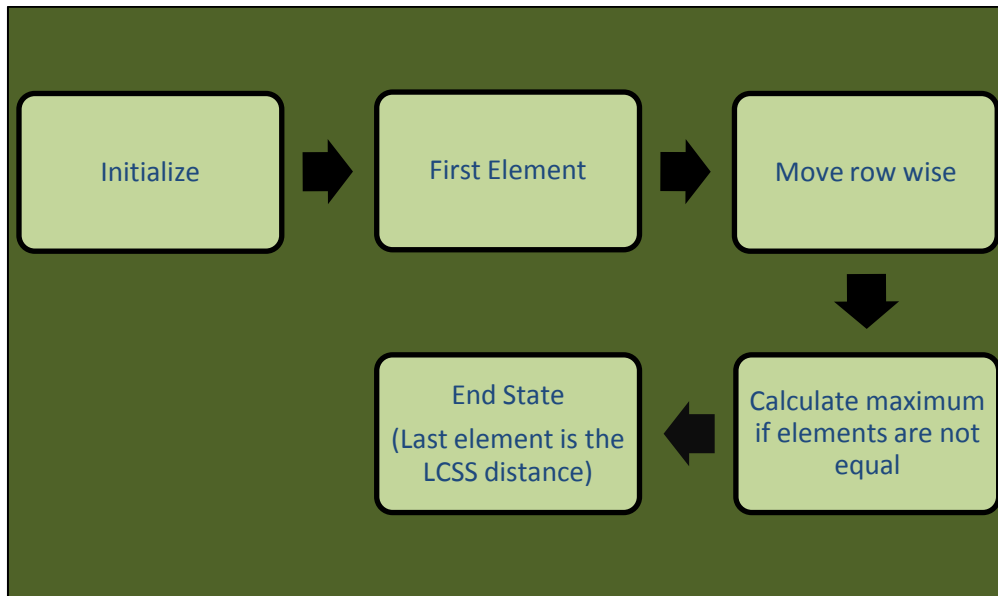 Initialize
First Element
Move row wise
Calculate maximum
if elements are not
equal
End State
(Last element is the
LCSS distance)